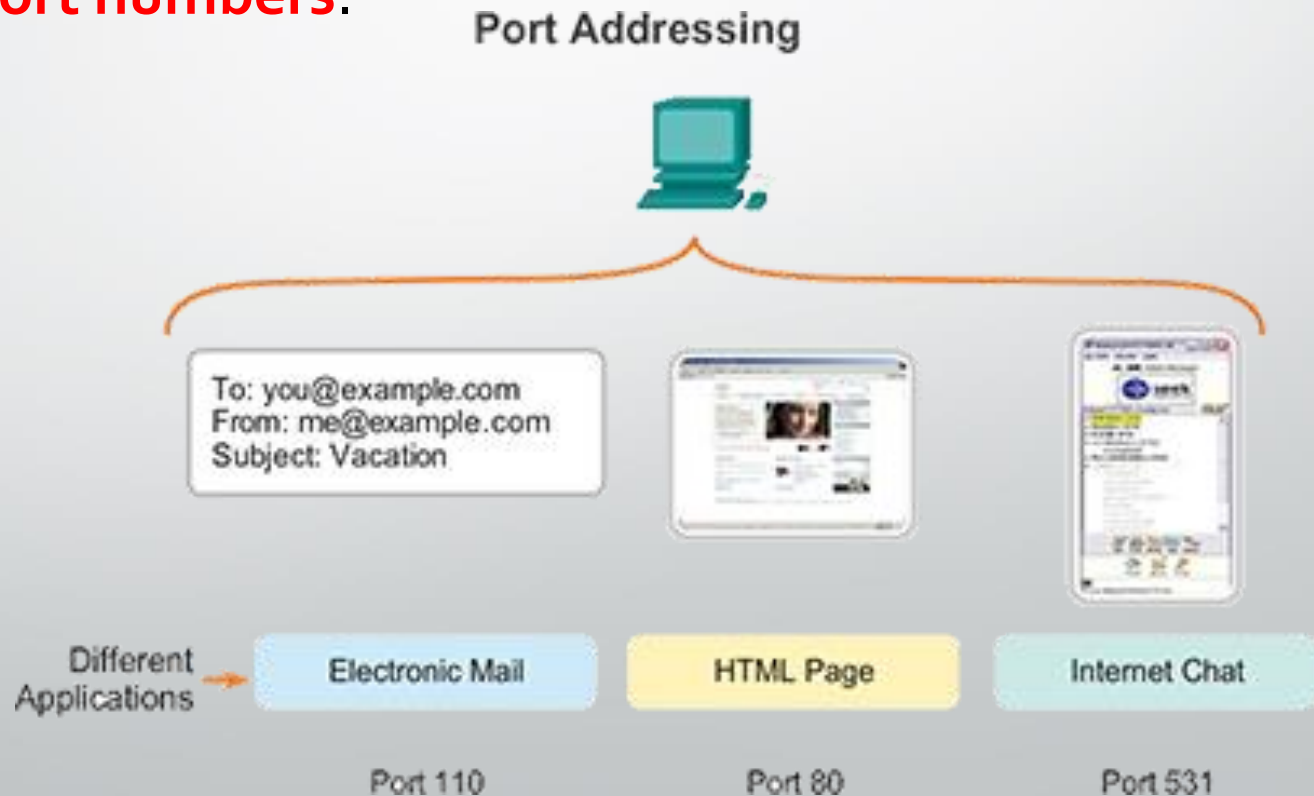 ort numbers.
Port Addressing
To: you@example.com
From: me@example.com
Subject: Vacation
Different
Applications
Electronic Mail
HTML Page
Internet Chat
Port 110
Port 80
Port 531